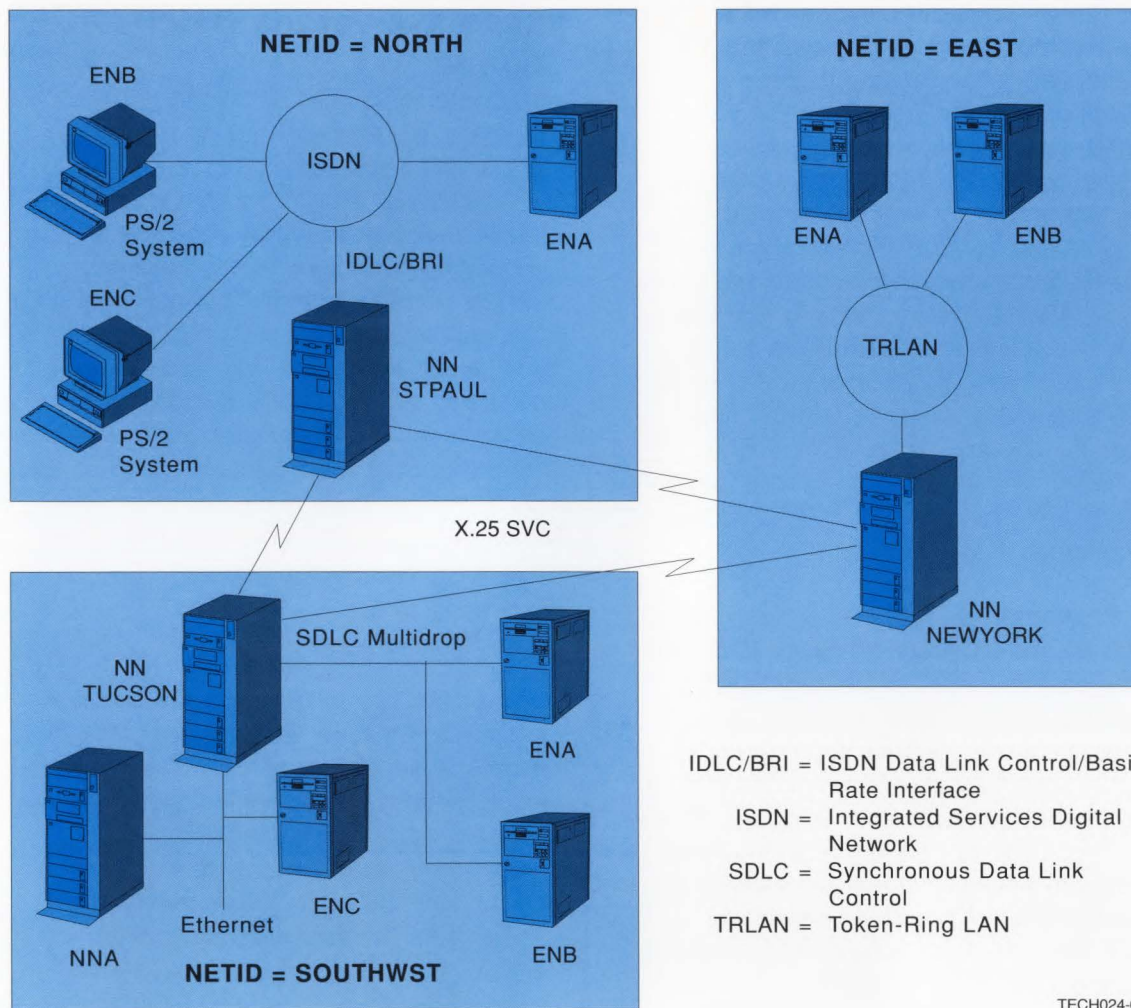 NETID = NORTH
ENB
PS/2
System
ISDN
ENA
IDLC/BRI
ENC
PS/2
System
NN
STPAUL
NETID = EAST
ENA
ENB
TRLAN
NN
NEWYORK
X.25 SVC
NN
TUCSON
SDLC Multidrop
ENA
ENB
ENC
Ethernet
NNA
NETID = SOUTHWST
IDLC/BRI = ISDN Data Link Control/Basi
Rate Interface
ISDN = Integrated Services Digital
Network
SDLC = Synchronous Data Link
Control
TRLAN = Token-Ring LAN
TECH024-